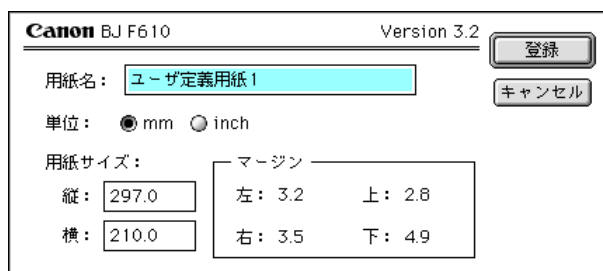 Canon BJ F610 Version 3.2
登録
用紙名： ユーザ定義用紙1
キャンセル
単位： mm inch
用紙サイズ： マージン
縦： 297.0 左： 3.2 上： 2.8
横： 210.0 右： 3.5 下： 4.9